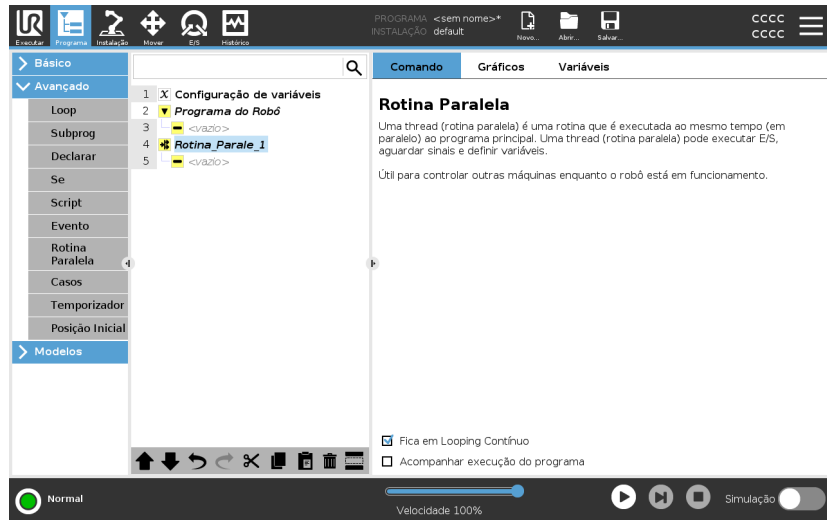 UR
Executar
Programa
Instalação
Mover
E/S
Histórico
PROGRAMA <sem nome>*
INSTALAÇÃO default
Novo...
Abrir...
Salvar...
CCCC
CCCC
Básico
Avançado
Loop
Subprog
Declarar
Se
Script
Evento
Rotina
Paralela
Casos
Temporizador
Posição Inicial
Modelos
1 X Configuração de variáveis
2 Programa do Robô
3 <vazio>
4 Rotina_Parale_1
5 <vazio>
Comando Gráficos Variáveis
Rotina Paralela
Uma thread (rotina paralela) é uma rotina que é executada ao mesmo tempo (em
paralelo) ao programa principal. Uma thread (rotina paralela) pode executar E/S,
aguardar sinais e definir variáveis.
Útil para controlar outras máquinas enquanto o robô está em funcionamento.
Fica em Looping Contínuo
Acompanhar execução do programa
Normal
Velocidade 100%
Simulação